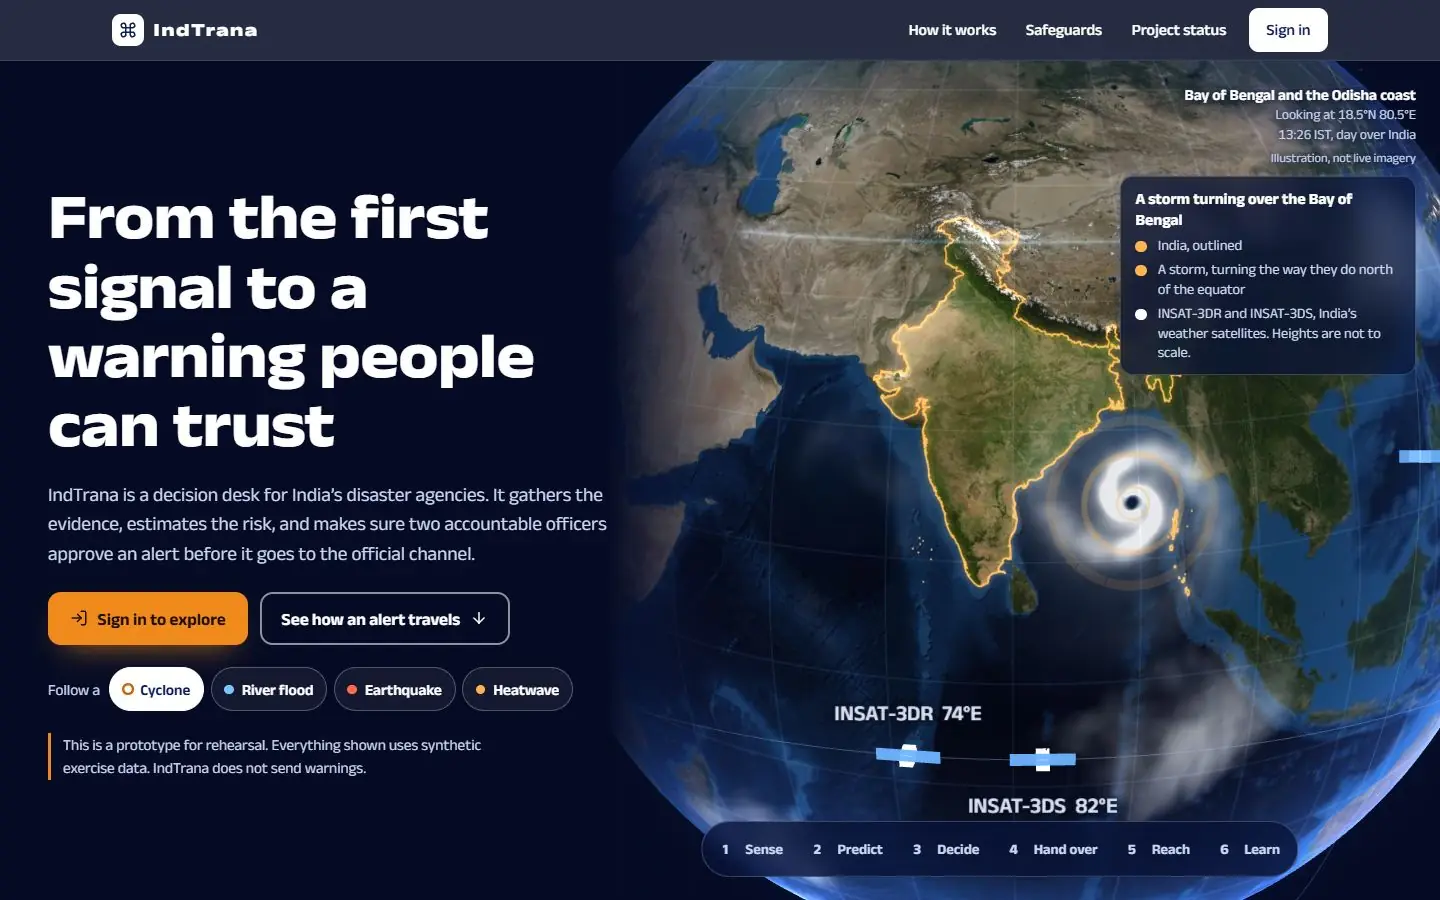 IndTrana
How it works
Safeguards
Project status
Sign in
From the first
signal to a
warning people
can trust
IndTrana is a decision desk for India's disaster agencies. It gathers the
evidence, estimates the risk, and makes sure two accountable officers
approve an alert before it goes to the official channel.
Sign in to explore
See how an alert travels
Follow a
Cyclone
River flood
Earthquake
Heatwave
This is a prototype for rehearsal. Everything shown uses synthetic
exercise data. IndTrana does not send warnings.
Bay of Bengal and the Odisha coast
Looking at 18.5°N 80.5°E
13:26 IST, day over India
Illustration, not live imagery
A storm turning over the Bay of
Bengal
India, outlined
A storm, turning the way they do north
of the equator
INSAT-3DR and INSAT-3DS, India's
weather satellites. Heights are not to
scale.
INSAT-3DR 74°E
INSAT-3DS 82°E
1 Sense
2 Predict
3 Decide
4 Hand over
5 Reach
6 Learn